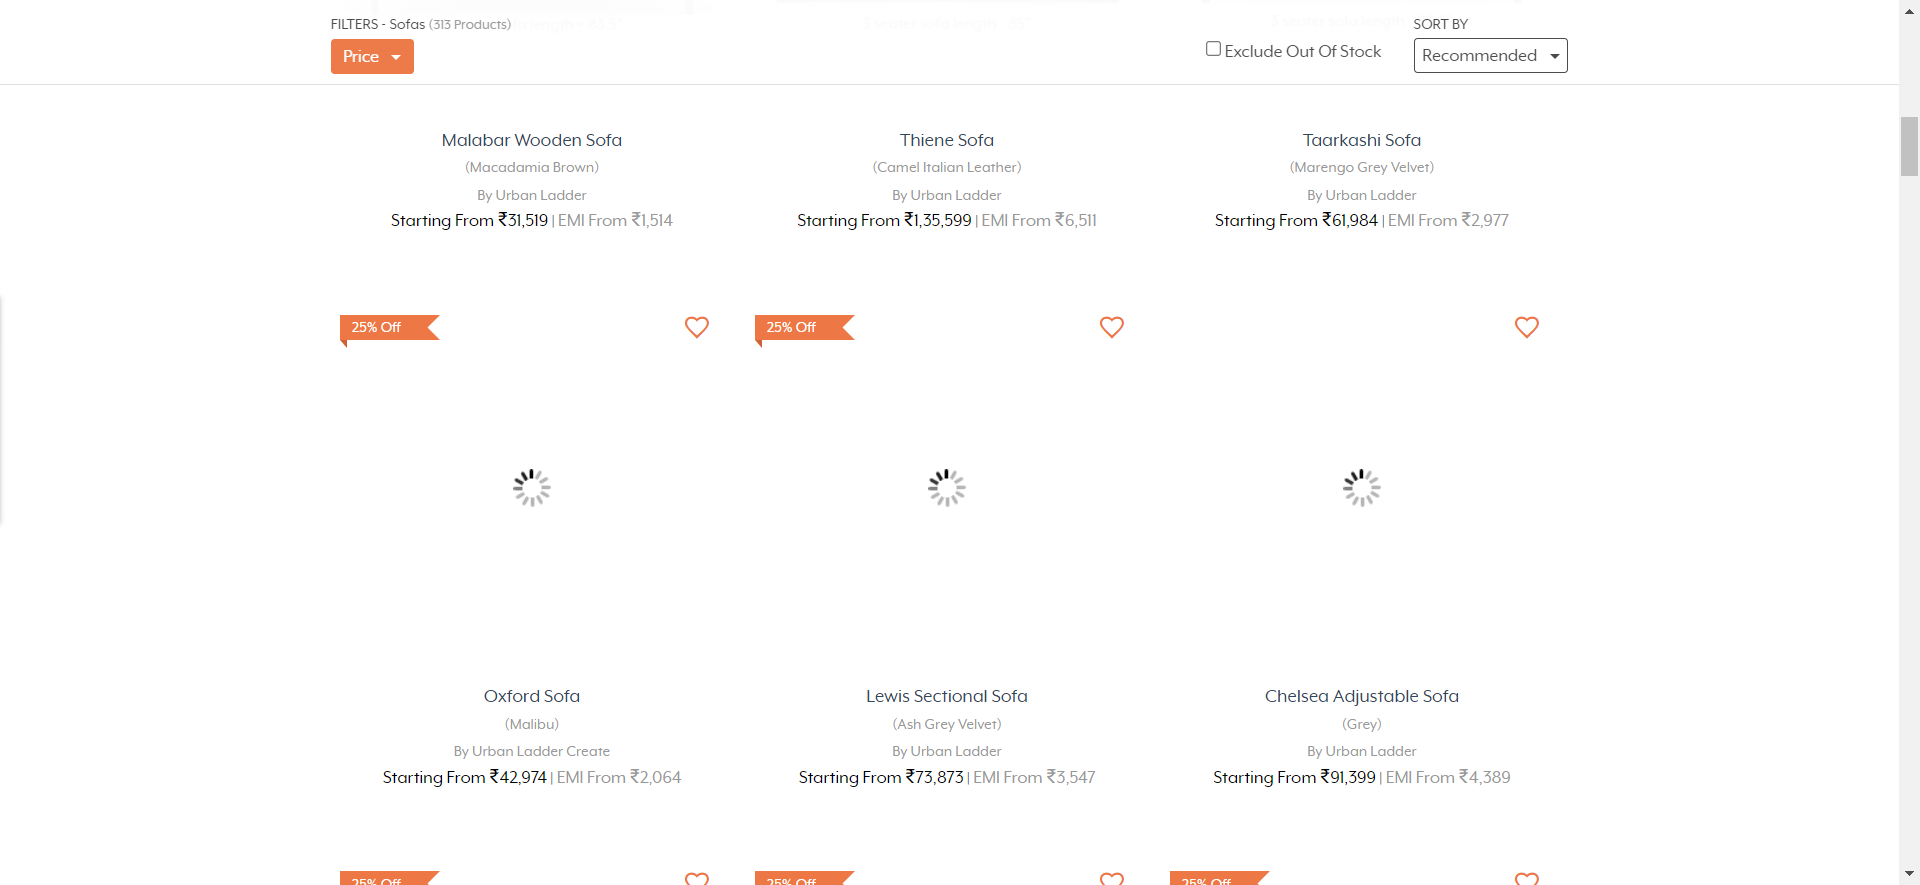 FILTERS - Sofas (313 Products)
Price
Exclude Out Of Stock
SORT BY
Recommended
Malabar Wooden Sofa
(Macadamia Brown)
By Urban Ladder
Starting From ₹31,519 | EMI From ₹1,514
Thiene Sofa
(Camel Italian Leather)
By Urban Ladder
Starting From ₹1,35,599 | EMI From ₹6,511
Taarkashi Sofa
(Marengo Grey Velvet)
By Urban Ladder
Starting From ₹61,984 | EMI From ₹2,977
25% Off
25% Off
Oxford Sofa
(Malibu)
By Urban Ladder Create
Starting From ₹42,974 | EMI From ₹2,064
Lewis Sectional Sofa
(Ash Grey Velvet)
By Urban Ladder
Starting From ₹73,873 | EMI From ₹3,547
Chelsea Adjustable Sofa
(Grey)
By Urban Ladder
Starting From ₹91,399 | EMI From ₹4,389
25% Off
25% Off
25% Off